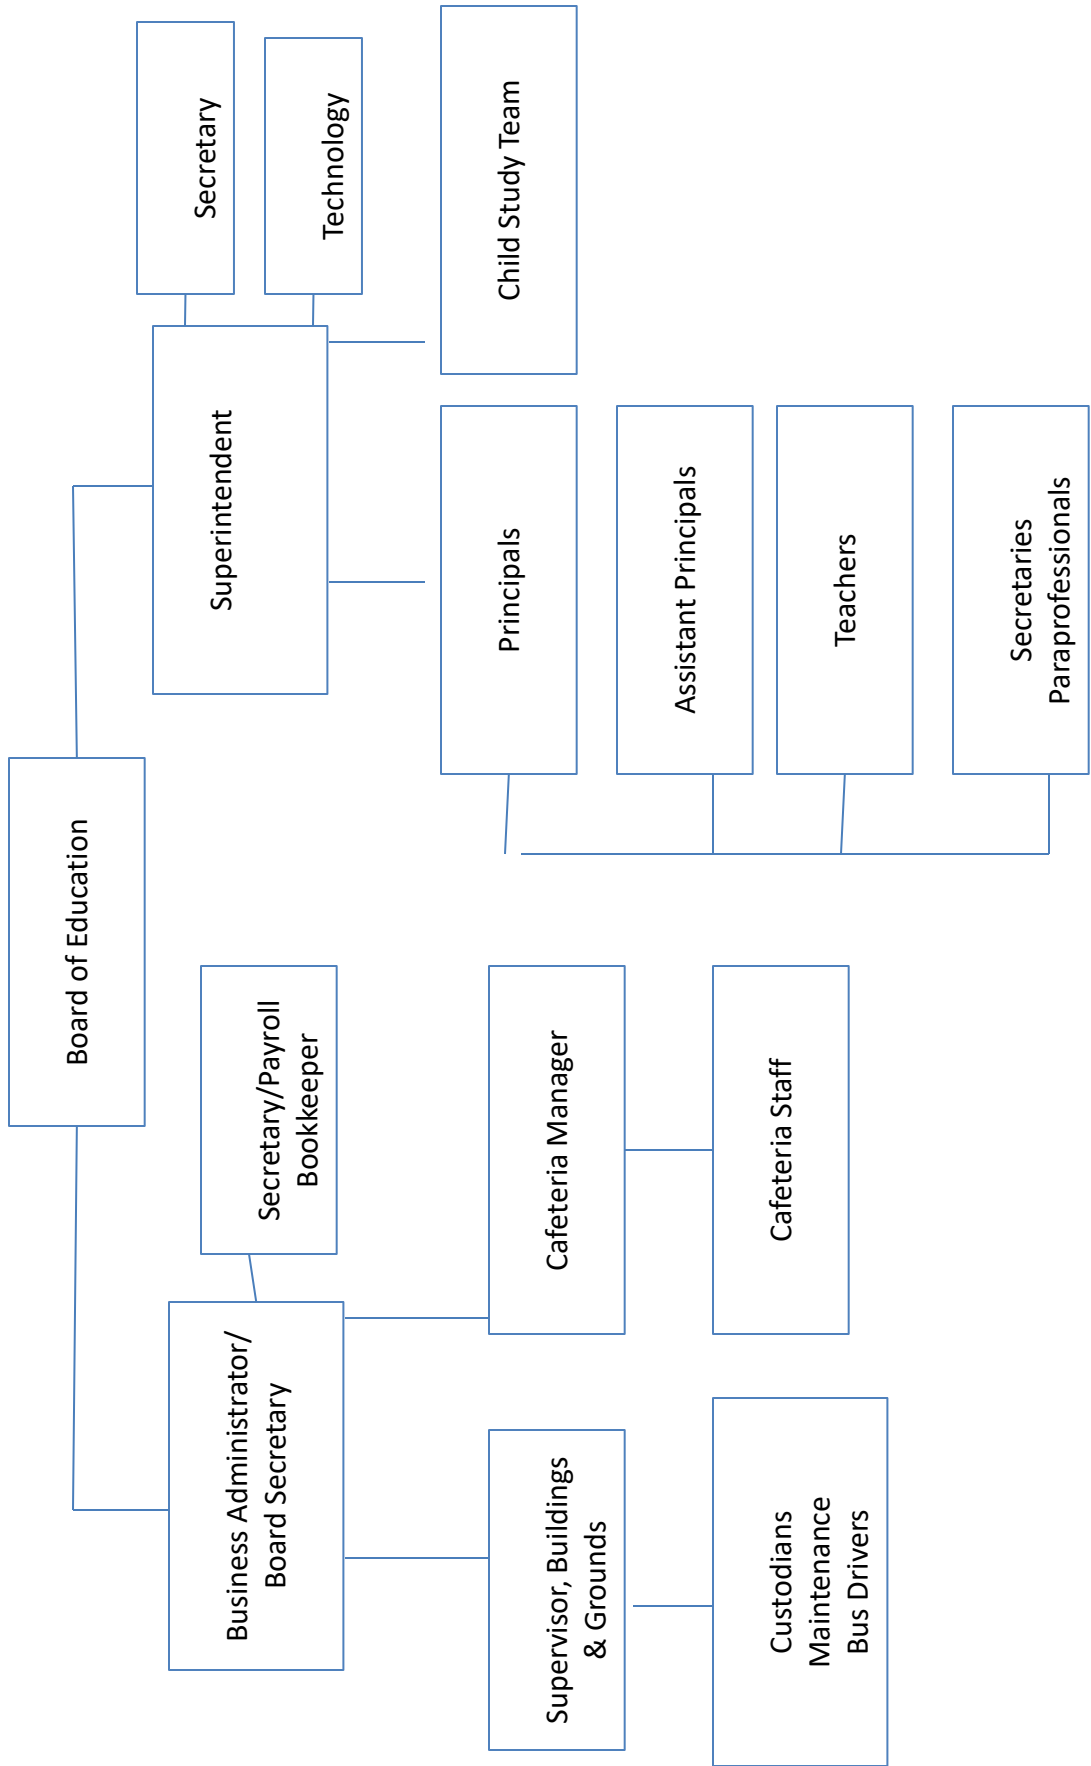 Board of Education
Business Administrator/
Board Secretary
Secretary/Payroll
Bookkeeper
Superintendent
Secretary
Technology
Supervisor, Buildings
& Grounds
Cafeteria Manager
Principals
Child Study Team
Custodians
Maintenance
Bus Drivers
Cafeteria Staff
Assistant Principals
Teachers
Secretaries
Paraprofessionals